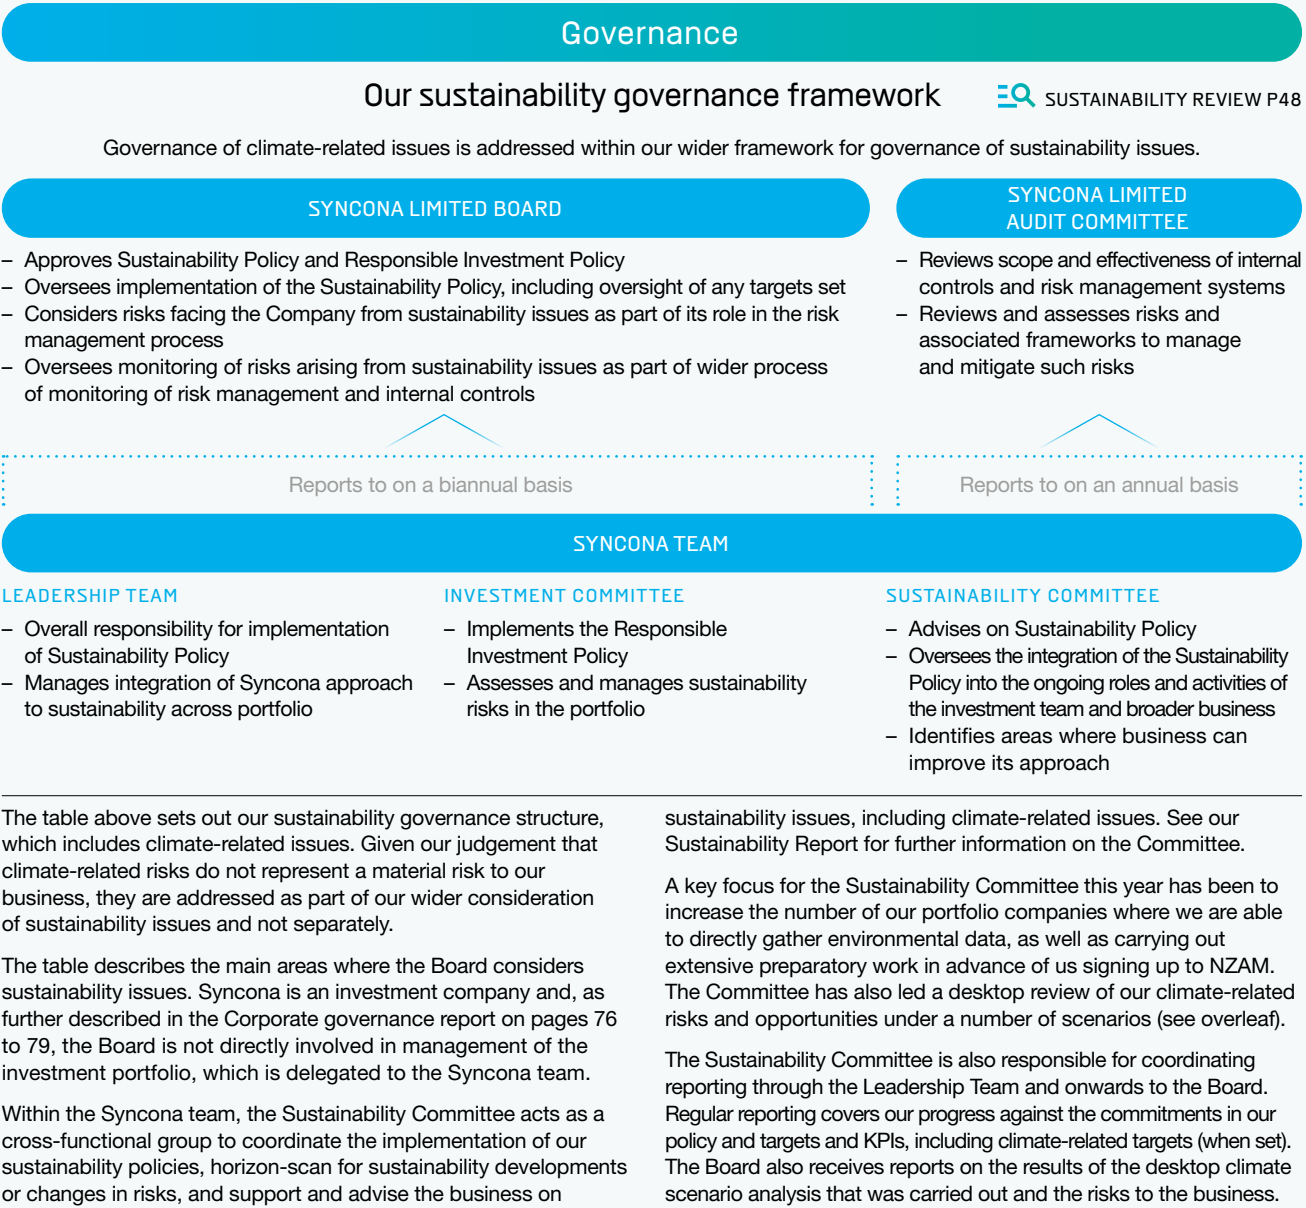 Governance
Our sustainability governance framework
SUSTAINABILITY REVIEW P48
Governance of climate-related issues is addressed within our wider framework for governance of sustainability issues.
SYNCONA LIMITED BOARD
– Approves Sustainability Policy and Responsible Investment Policy
– Oversees implementation of the Sustainability Policy, including oversight of any targets set
– Considers risks facing the Company from sustainability issues as part of its role in the risk
management process
– Oversees monitoring of risks arising from sustainability issues as part of wider process
of monitoring of risk management and internal controls
SYNCONA LIMITED
AUDIT COMMITTEE
– Reviews scope and effectiveness of internal
controls and risk management systems
– Reviews and assesses risks and
associated frameworks to manage
and mitigate such risks
Reports to on a biannual basis
Reports to on an annual basis
SYNCONA TEAM
LEADERSHIP TEAM
– Overall responsibility for implementation
of Sustainability Policy
– Manages integration of Syncona approach
to sustainability across portfolio
INVESTMENT COMMITTEE
– Implements the Responsible
Investment Policy
– Assesses and manages sustainability
risks in the portfolio
SUSTAINABILITY COMMITTEE
– Advises on Sustainability Policy
– Oversees the integration of the Sustainability
Policy into the ongoing roles and activities of
the investment team and broader business
– Identifies areas where business can
improve its approach
The table above sets out our sustainability governance structure,
which includes climate-related issues. Given our judgement that
climate-related risks do not represent a material risk to our
business, they are addressed as part of our wider consideration
of sustainability issues and not separately.
The table describes the main areas where the Board considers
sustainability issues. Syncona is an investment company and, as
further described in the Corporate governance report on pages 76
to 79, the Board is not directly involved in management of the
investment portfolio, which is delegated to the Syncona team.
Within the Syncona team, the Sustainability Committee acts as a
cross-functional group to coordinate the implementation of our
sustainability policies, horizon-scan for sustainability developments
or changes in risks, and support and advise the business on
sustainability issues, including climate-related issues. See our
Sustainability Report for further information on the Committee.
A key focus for the Sustainability Committee this year has been to
increase the number of our portfolio companies where we are able
to directly gather environmental data, as well as carrying out
extensive preparatory work in advance of us signing up to NZAM.
The Committee has also led a desktop review of our climate-related
risks and opportunities under a number of scenarios (see overleaf).
The Sustainability Committee is also responsible for coordinating
reporting through the Leadership Team and onwards to the Board.
Regular reporting covers our progress against the commitments in our
policy and targets and KPIs, including climate-related targets (when set).
The Board also receives reports on the results of the desktop climate
scenario analysis that was carried out and the risks to the business.